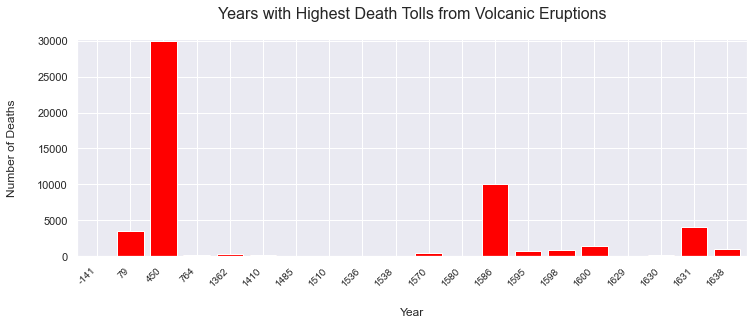 Years with Highest Death Tolls from Volcanic Eruptions
Number of Deaths
30000
25000
20000
15000
10000
5000
0
-141 79 450 764 1362 1410 1485 1510 1536 1538 1570 1580 1586 1595 1598 1600 1629 1630 1631 1638
Year